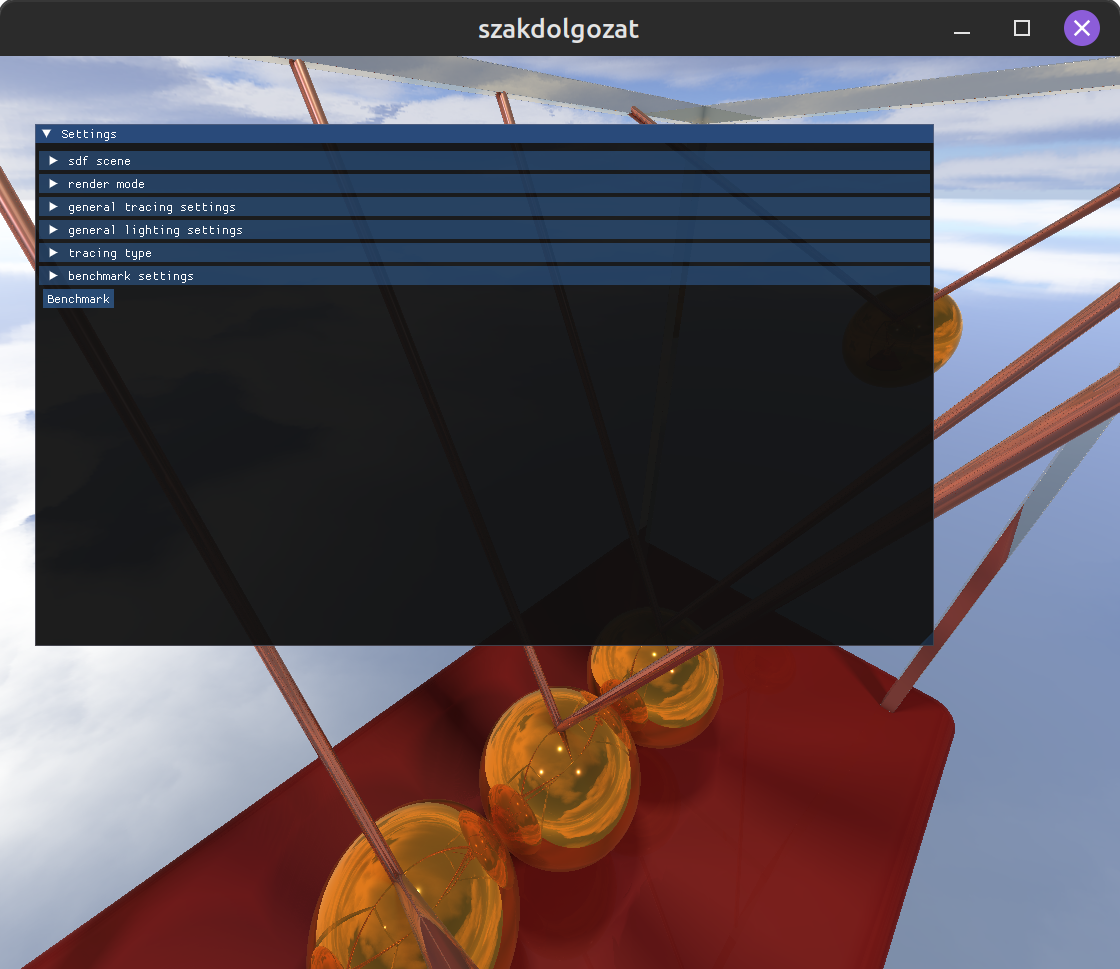 szakdolgozat
Settings
sdf scene
render mode
general tracing settings
general lighting settings
tracing type
benchmark settings
Benchmark